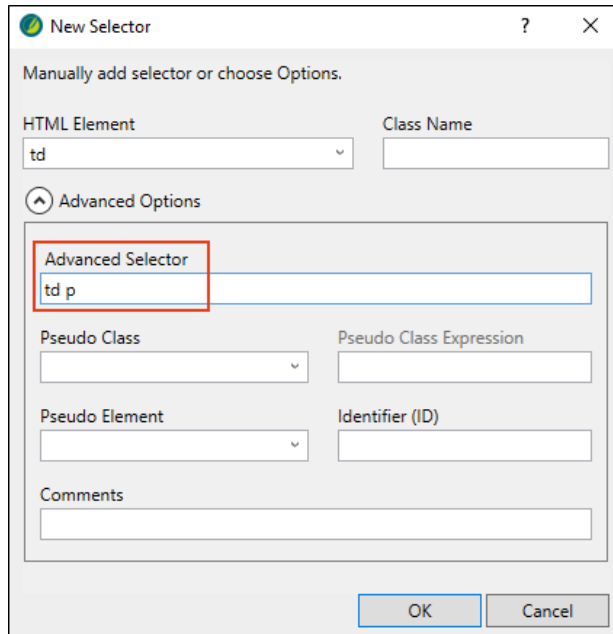 New Selector
?
Manually add selector or choose Options.
HTML Element
Class Name
td
Advanced Options
Advanced Selector
td p
Pseudo Class
Pseudo Class Expression
Pseudo Element
Identifier (ID)
Comments
OK
Cancel